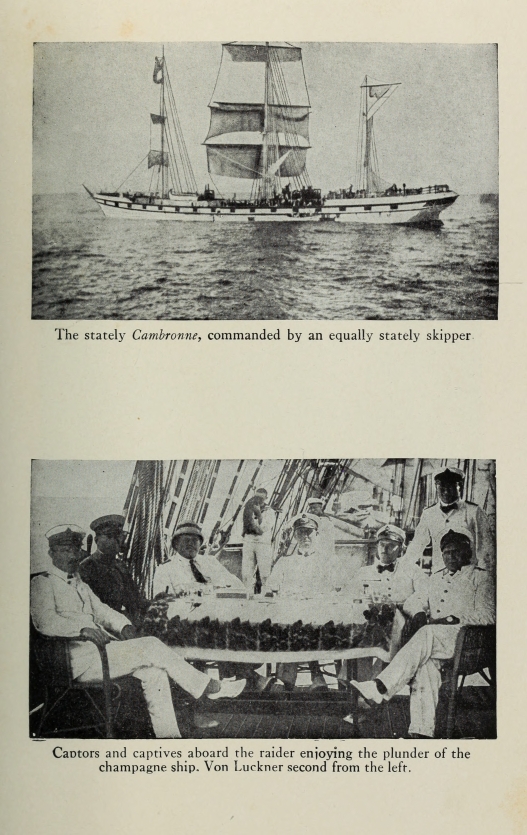 The stately Cambronne, commanded by an equally stately skipper
Captors and captives aboard the raider enjoying the plunder of the
champagne ship. Von Luckner second from the left.